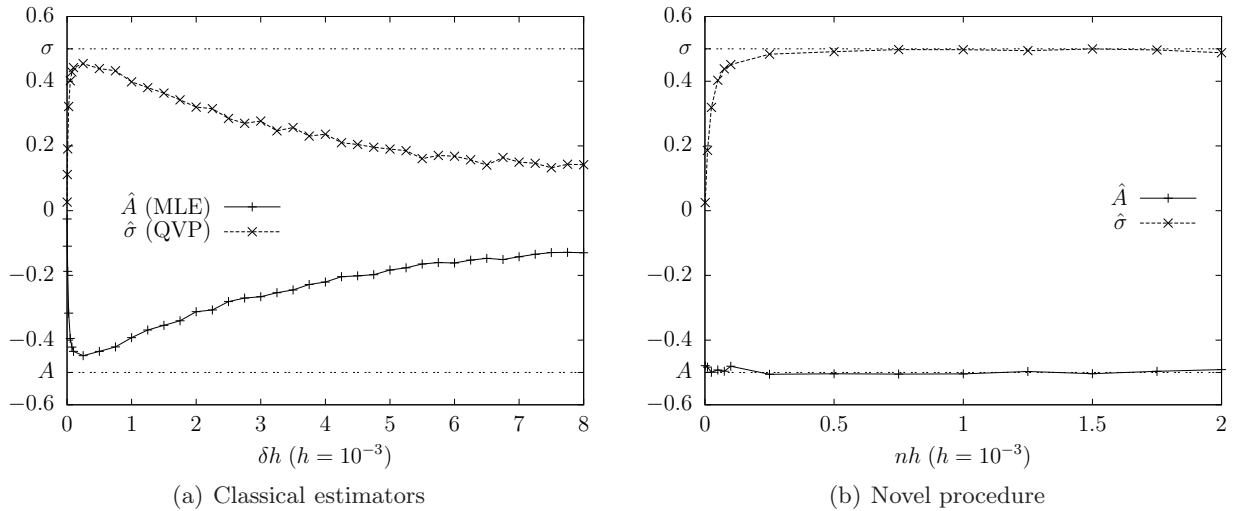 0.6
σ
0.4
0.2
0
−0.2
−0.4
A
−0.6
Â (MLE)
σ̂ (QVP)
0 1 2 3 4 5 6 7 8
δh (h = 10⁻³)
(a) Classical estimators
0.6
σ
0.4
0.2
0
−0.2
−0.4
A
−0.6
Â
σ̂
0 0.5 1 1.5 2
nh (h = 10⁻³)
(b) Novel procedure